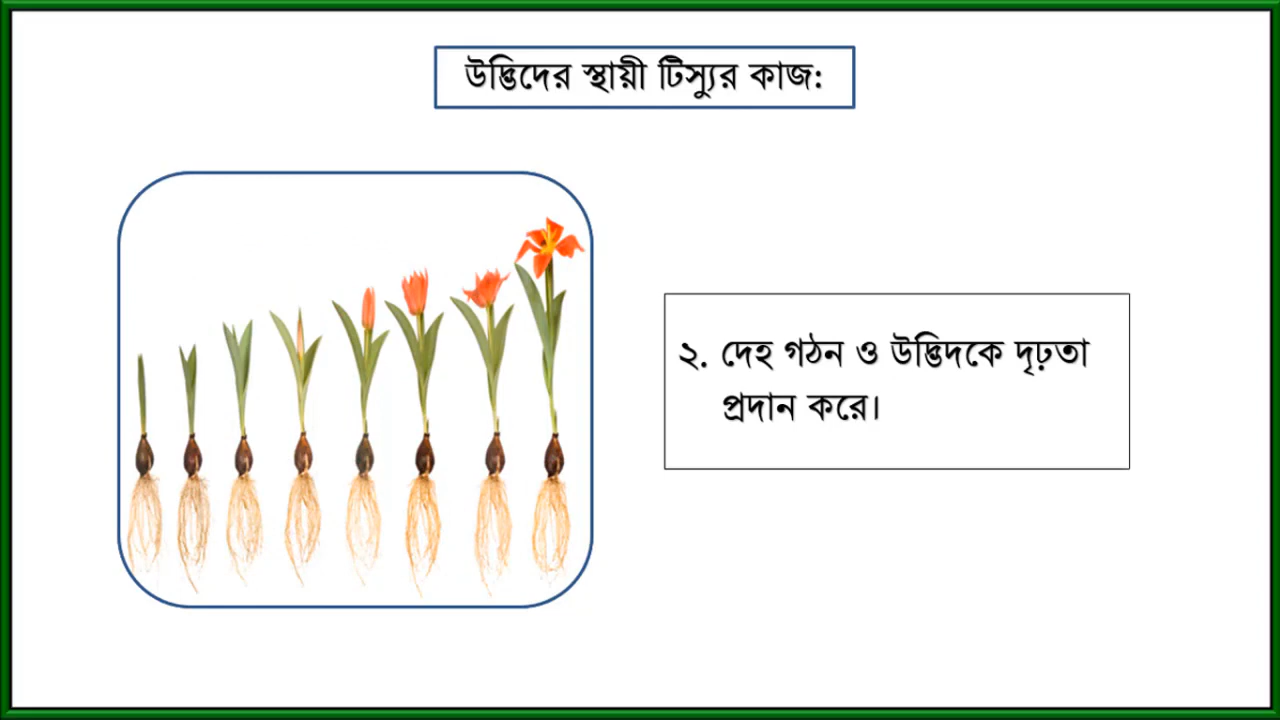 উদ্ভিদের স্থায়ী টিস্যুর কাজ:
২. দেহ গঠন ও উদ্ভিদকে দৃঢ়তা
প্রদান করে।